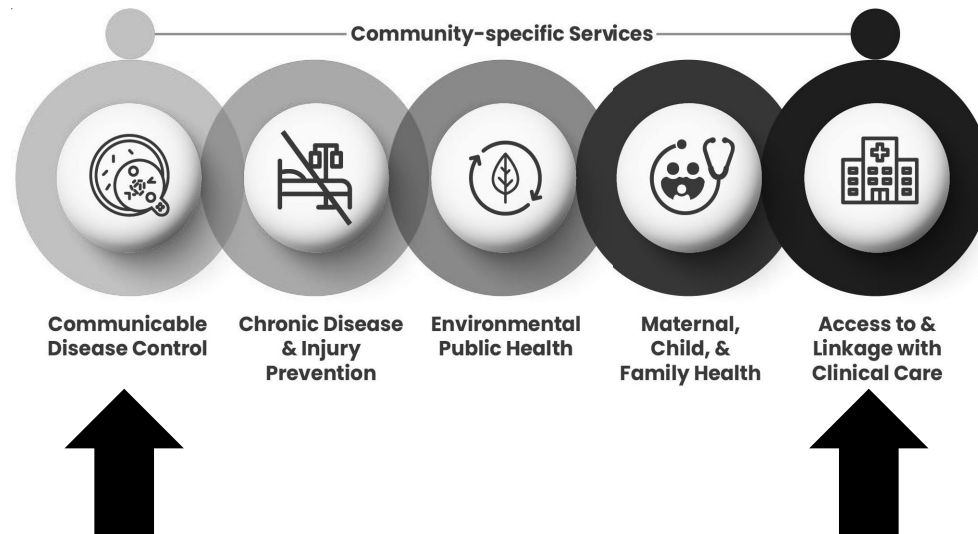 Community-specific Services
Communicable
Disease Control
Chronic Disease
& Injury
Prevention
Environmental
Public Health
Maternal,
Child, &
Family Health
Access to &
Linkage with
Clinical Care